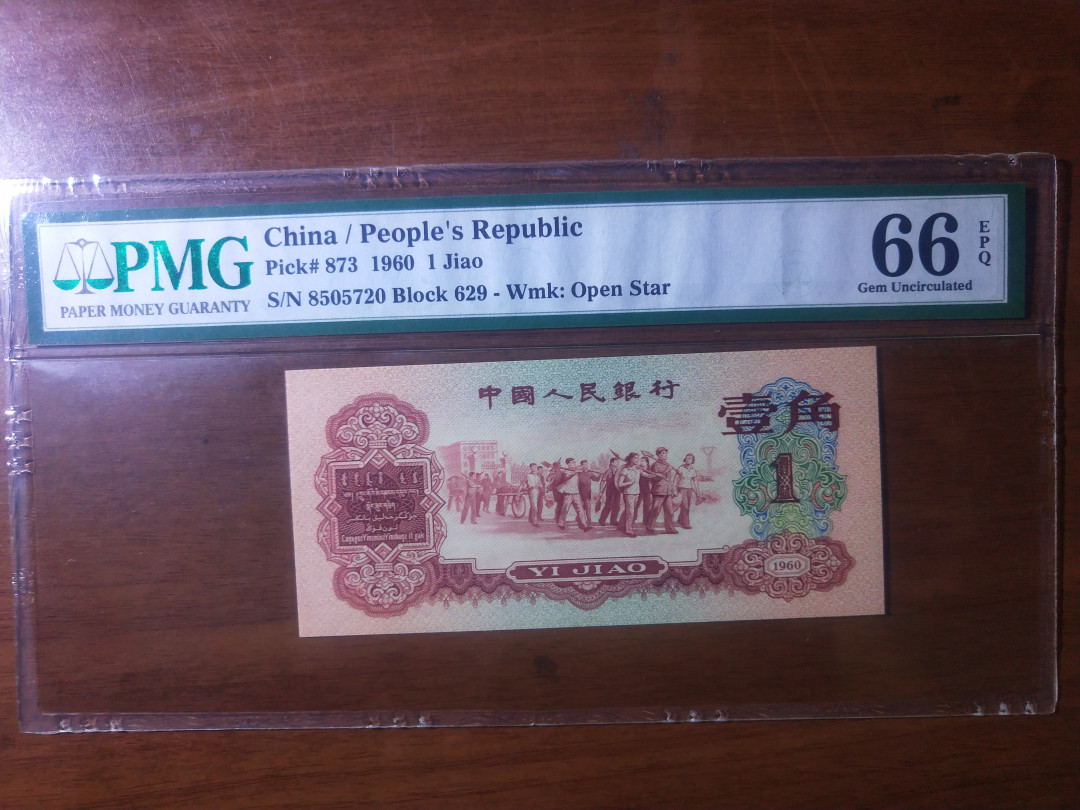 PMG
PAPER MONEY GUARANTY
China / People's Republic
Pick# 873 1960 1 Jiao
S/N 8505720 Block 629 - Wmk: Open Star
66
EPQ
Gem Uncirculated
中國人民銀行
壹角
1
YI JIAO
1960